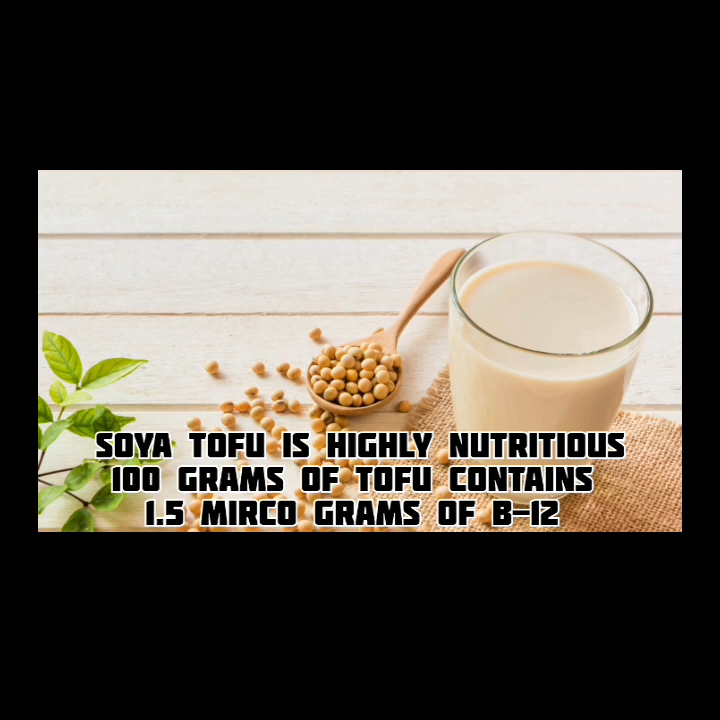 SOYA TOFU IS HIGHLY NUTRITIOUS
100 GRAMS OF TOFU CONTAINS
1.5 MIRCO GRAMS OF B-12